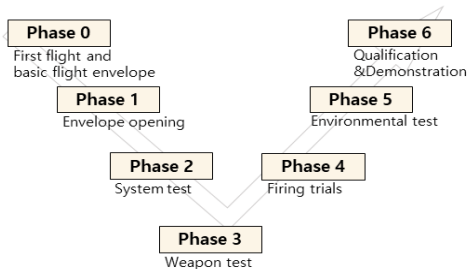 Phase 0
First flight and
basic flight envelope
Phase 1
Envelope opening
Phase 2
System test
Phase 3
Weapon test
Phase 4
Firing trials
Phase 5
Environmental test
Phase 6
Qualification
&Demonstration